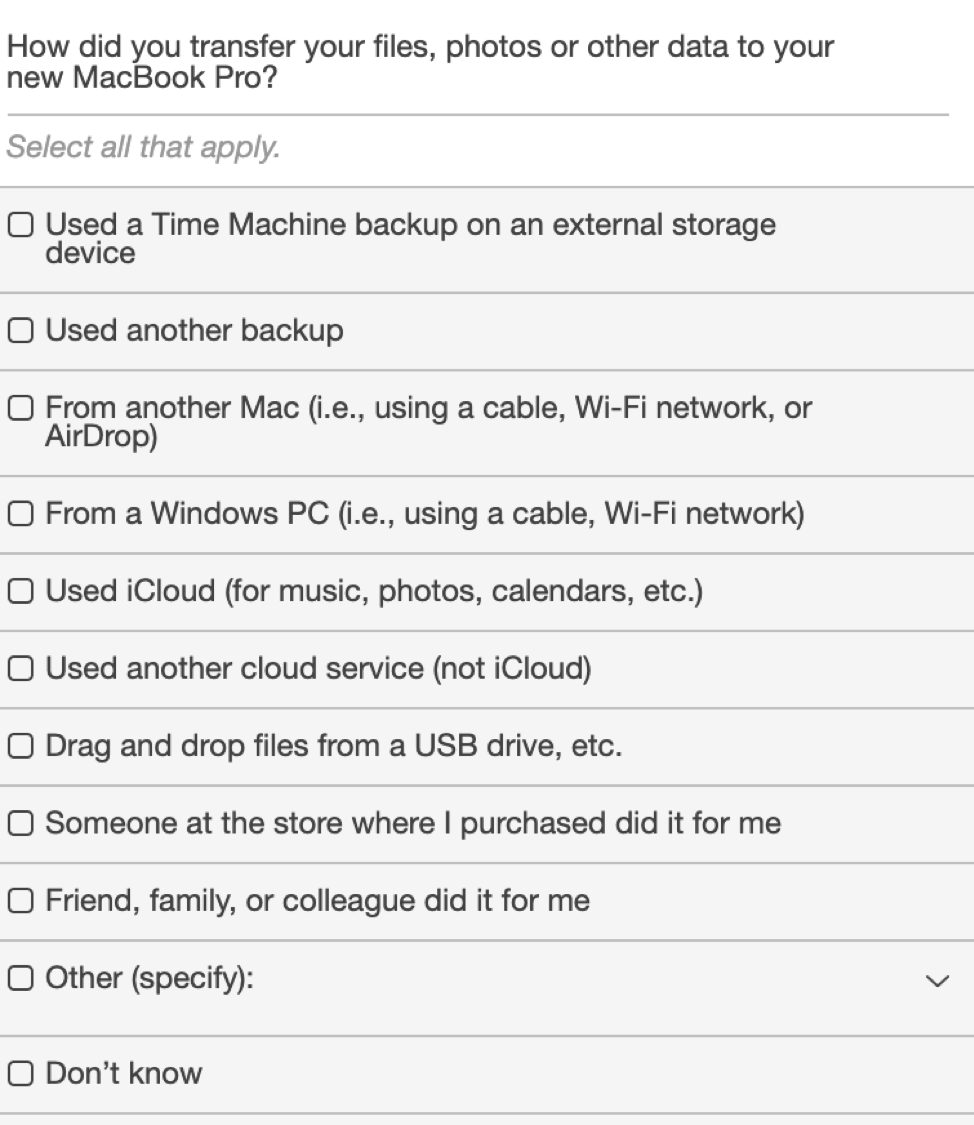 How did you transfer your files, photos or other data to your
new MacBook Pro?
Select all that apply.
Used a Time Machine backup on an external storage
device
Used another backup
From another Mac (i.e., using a cable, Wi-Fi network, or
AirDrop)
From a Windows PC (i.e., using a cable, Wi-Fi network)
Used iCloud (for music, photos, calendars, etc.)
Used another cloud service (not iCloud)
Drag and drop files from a USB drive, etc.
Someone at the store where I purchased did it for me
Friend, family, or colleague did it for me
Other (specify):
Don’t know